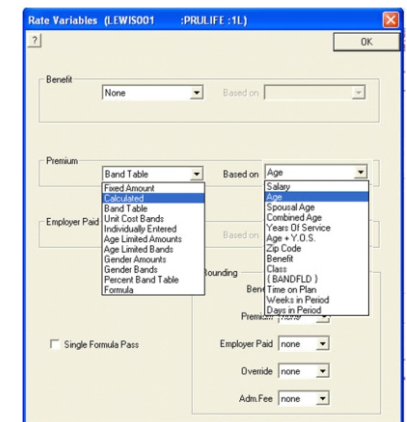 Rate Variables (LEWIS001 :PRULIFE :1L)
? OK
Benefit
None Based on
Premium
Band Table Based on Age
Fixed Amount
Calculated
Band Table
Unit Cost Bands
Individually Entered
Age Limited Amounts
Age Limited Bands
Gender Amounts
Gender Bands
Percent Band Table
Formula
Salary
Age
Spousal Age
Combined Age
Years Of Service
Age + Y.O.S.
Zip Code
Benefit
Class
{ BANDFLD }
Time on Plan
Weeks in Period
Days in Period
Employer Paid
Based on
Rounding
Premium none
Single Formula Pass
Employer Paid none
Override none
Adm.Fee none